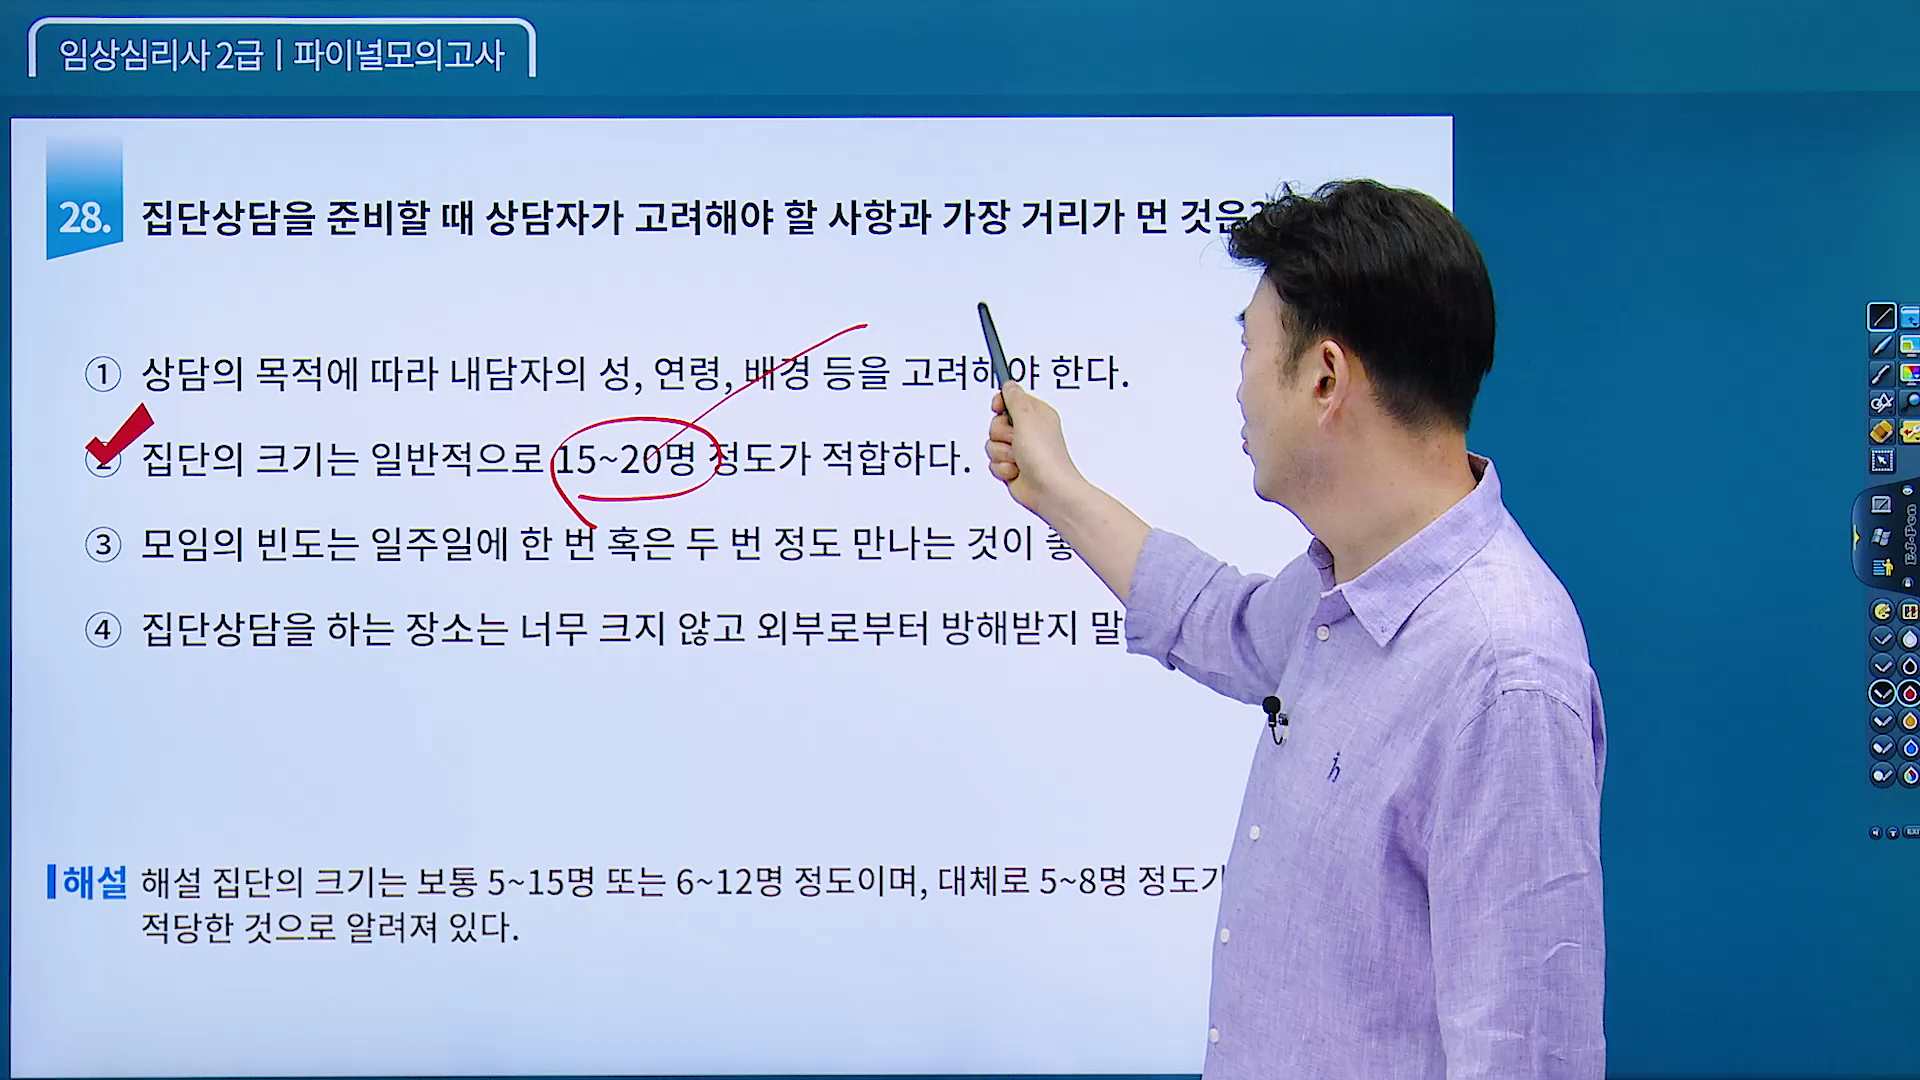 임상심리사 2급 | 파이널모의고사
28. 집단상담을 준비할 때 상담자가 고려해야 할 사항과 가장 거리가 먼 것은?
① 상담의 목적에 따라 내담자의 성, 연령, 배경 등을 고려해야 한다.
② 집단의 크기는 일반적으로 15~20명 정도가 적합하다.
③ 모임의 빈도는 일주일에 한 번 혹은 두 번 정도 만나는 것이
④ 집단상담을 하는 장소는 너무 크지 않고 외부로부터 방해받지 말
해설 해설 집단의 크기는 보통 5~15명 또는 6~12명 정도이며, 대체로 5~8명 정도가
적당한 것으로 알려져 있다.
EJ-Pen